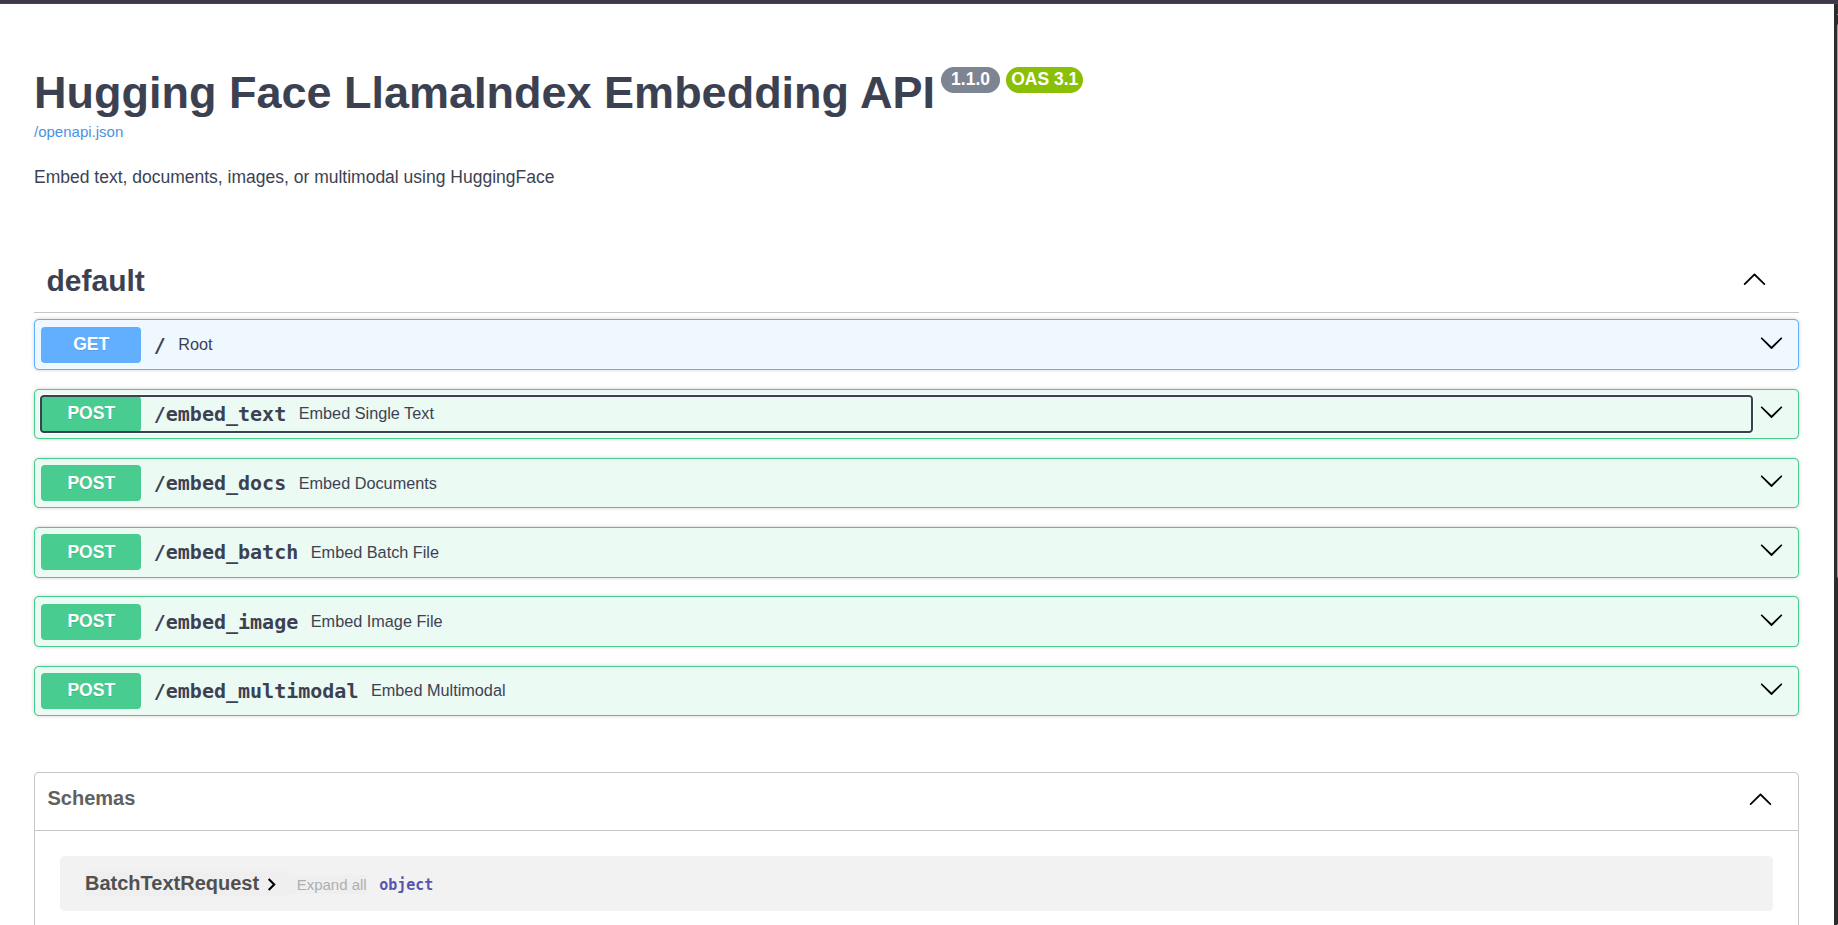 Hugging Face LlamaIndex Embedding API 1.1.0 OAS 3.1
/openapi.json
Embed text, documents, images, or multimodal using HuggingFace
default
GET / Root
POST /embed_text Embed Single Text
POST /embed_docs Embed Documents
POST /embed_batch Embed Batch File
POST /embed_image Embed Image File
POST /embed_multimodal Embed Multimodal
Schemas
BatchTextRequest Expand all object